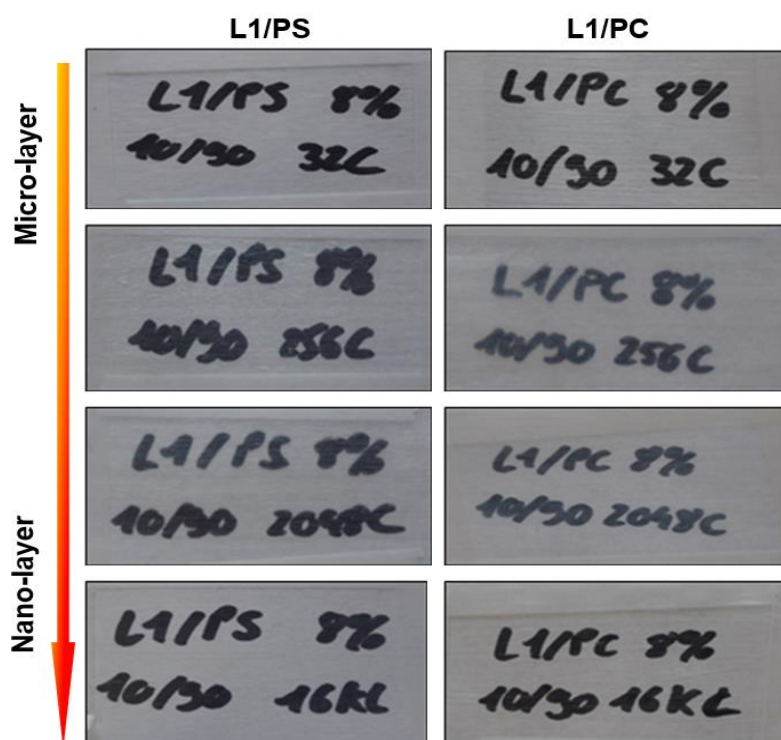 L1/PS
L1/PC
Micro-layer
L1/PS 8%
10/90 32C
L1/PC 8%
10/90 32C
L1/PS 8%
10/90 256C
L1/PC 8%
10/90 256C
Nano-layer
L1/PS 8%
10/90 2048C
L1/PC 8%
10/90 2048C
L1/PS 8%
10/90 16KC
L1/PC 8%
10/90 16KC